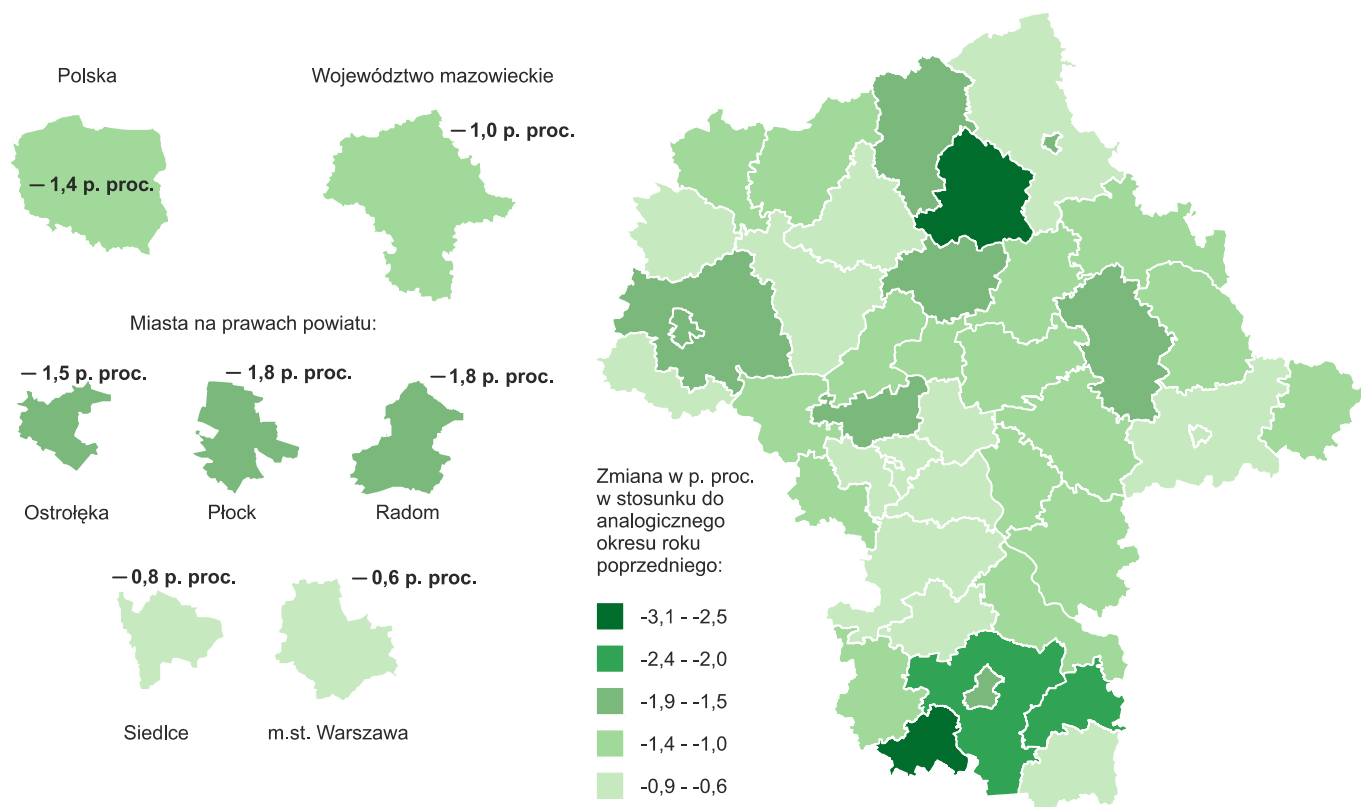 Polska
Województwo mazowieckie
— 1,0 p. proc.
— 1,4 p. proc.
Miasta na prawach powiatu:
— 1,5 p. proc.
— 1,8 p. proc.
— 1,8 p. proc.
Ostrołęka
Płock
Radom
— 0,8 p. proc.
— 0,6 p. proc.
Siedlce
m.st. Warszawa
Zmiana w p. proc.
w stosunku do
analogicznego
okresu roku
poprzedniego:
-3,1 - -2,5
-2,4 - -2,0
-1,9 - -1,5
-1,4 - -1,0
-0,9 - -0,6